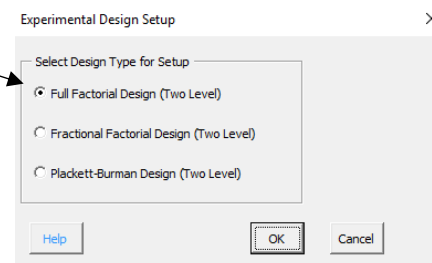 Experimental Design Setup
Select Design Type for Setup
Full Factorial Design (Two Level)
Fractional Factorial Design (Two Level)
Plackett-Burman Design (Two Level)
Help OK Cancel